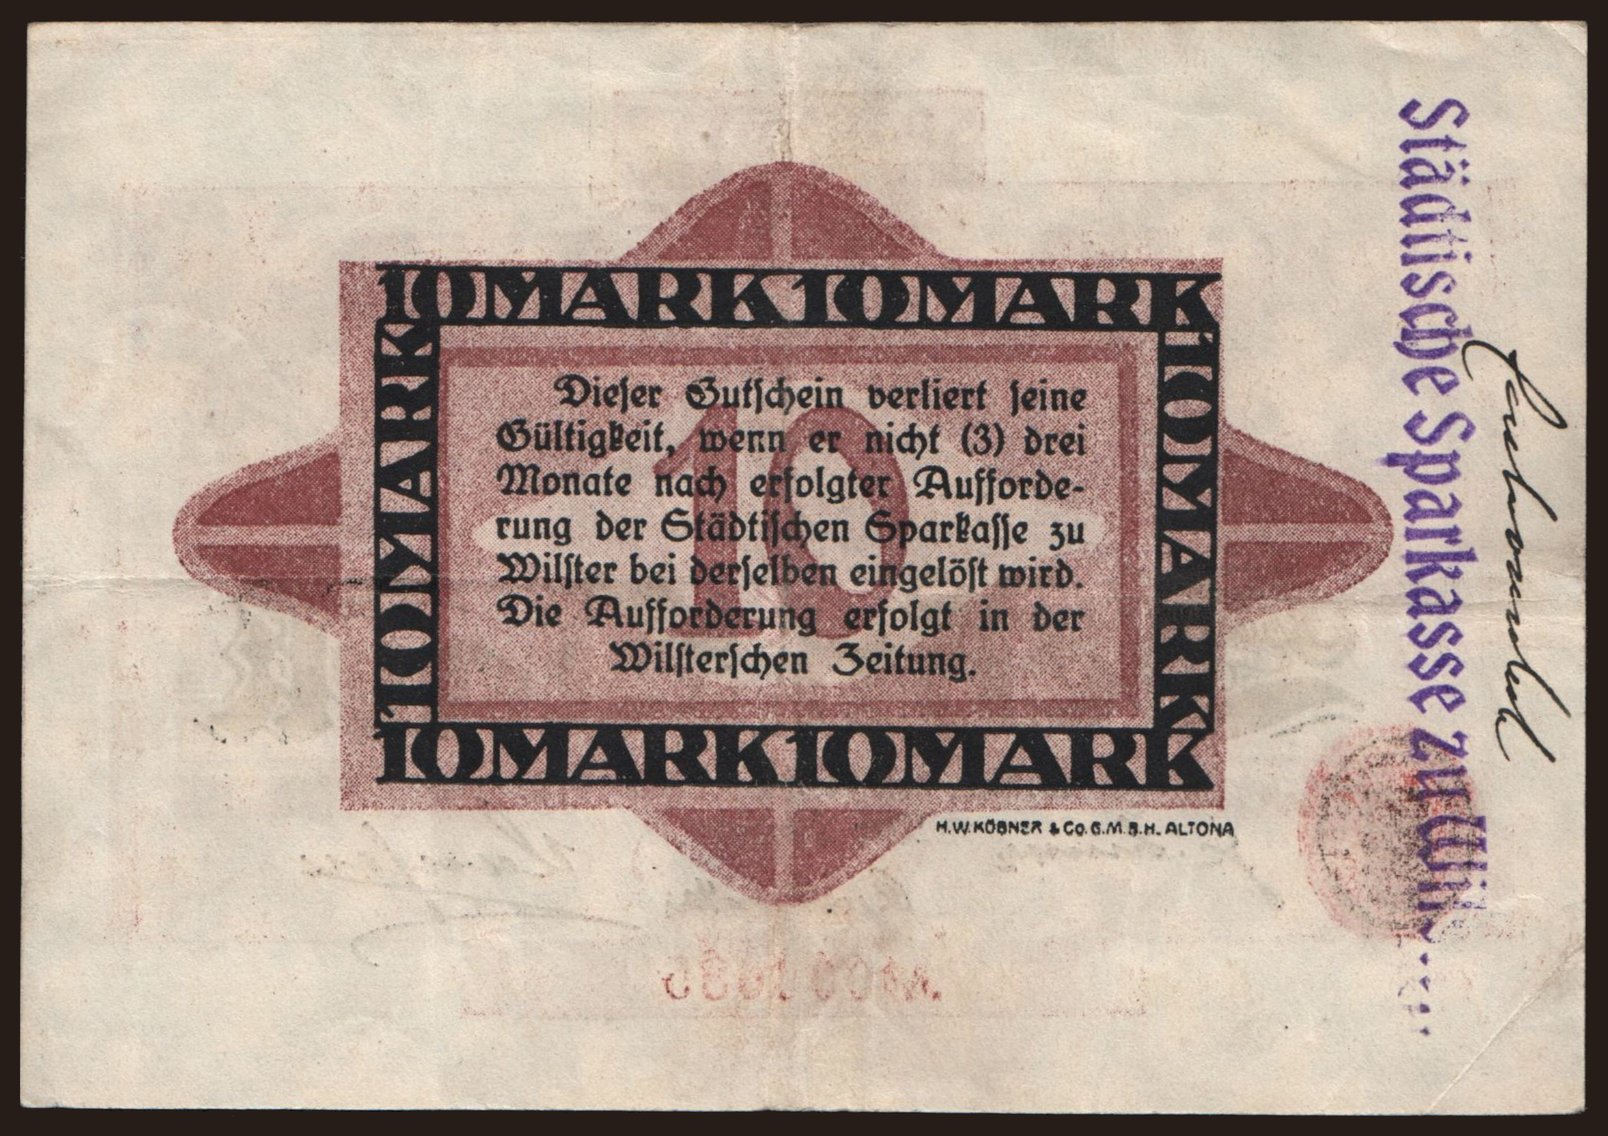 10MARK10MARK
10MARK
10MARK
10
Dieser Gutschein verliert seine
Gültigkeit, wenn er nicht (3) drei
Monate nach erfolgter Aufforde-
rung der Städtischen Sparkasse zu
Wilster bei derselben eingelöst wird.
Die Aufforderung erfolgt in der
Wilsterschen Zeitung.
10MARK10MARK
H.W. KÖBNER & Co. G.M.B.H. ALTONA
Städtische Sparkasse zu